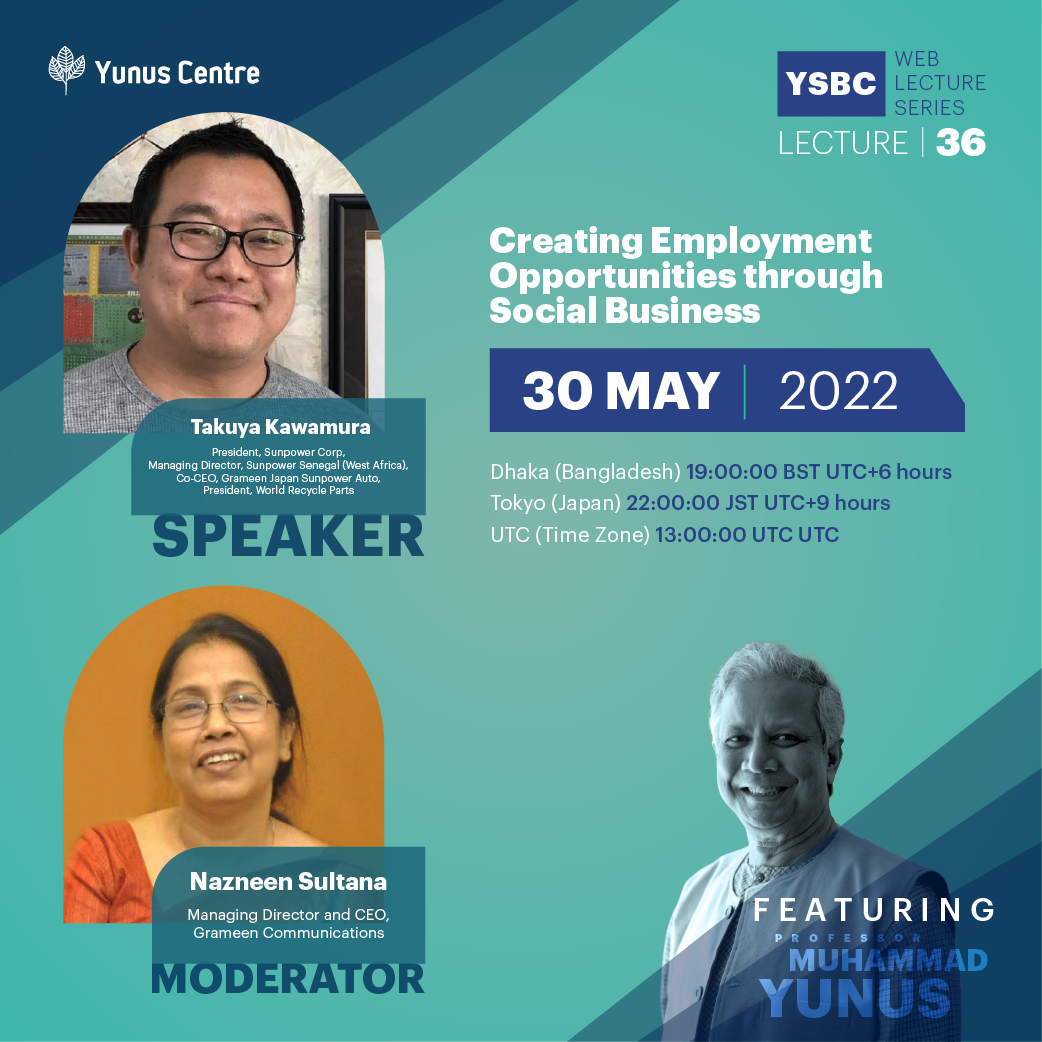 Yunus Centre
YSBC
WEB
LECTURE
SERIES
LECTURE | 36
Creating Employment
Opportunities through
Social Business
30 MAY | 2022
Dhaka (Bangladesh) 19:00:00 BST UTC+6 hours
Tokyo (Japan) 22:00:00 JST UTC+9 hours
UTC (Time Zone) 13:00:00 UTC UTC
Takuya Kawamura
President, Sunpower Corp,
Managing Director, Sunpower Senegal (West Africa),
Co-CEO, Grameen Japan Sunpower Auto,
President, World Recycle Parts
SPEAKER
Nazneen Sultana
Managing Director and CEO,
Grameen Communications
MODERATOR
FEATURING
PROFESSOR
MUHAMMAD
YUNUS